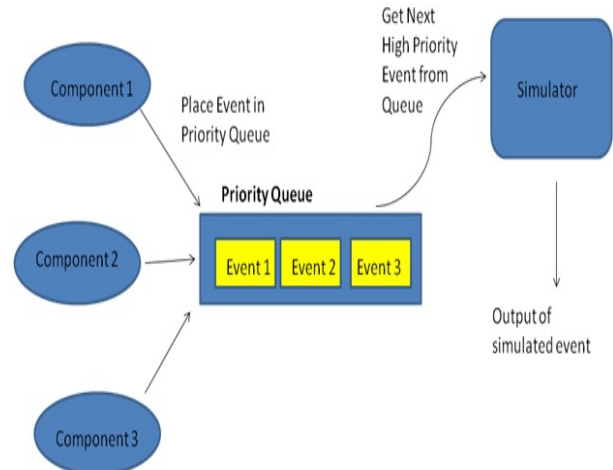 Component 1
Place Event in
Priority Queue
Get Next
High Priority
Event from
Queue
Simulator
Priority Queue
Component 2
Event 1
Event 2
Event 3
Output of
simulated event
Component 3